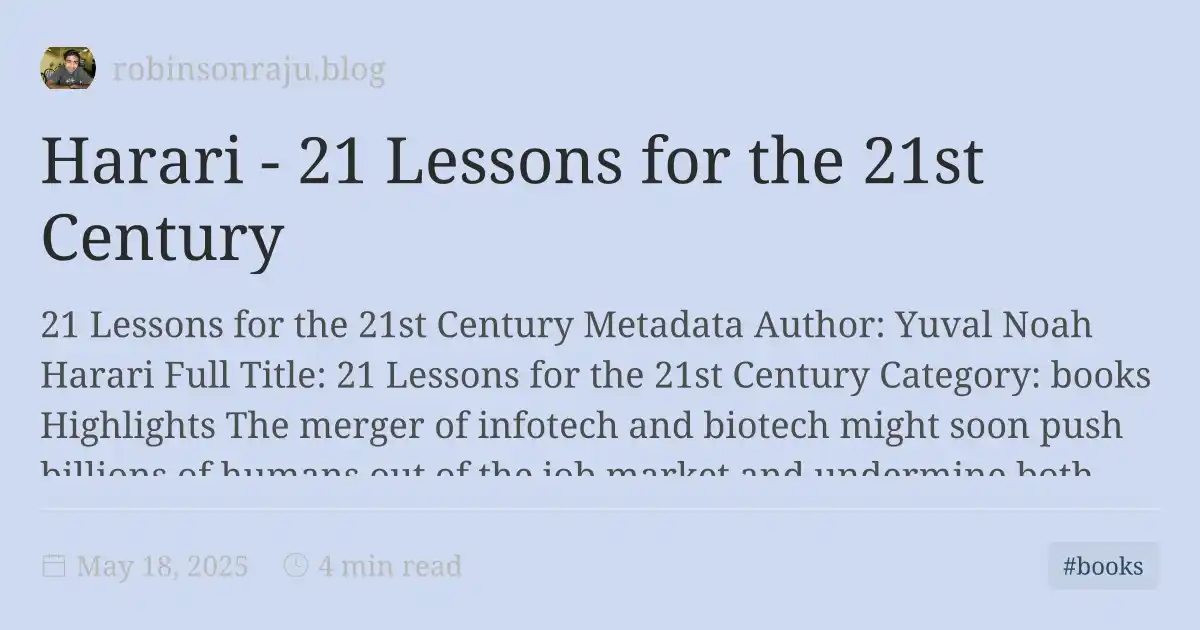 robinsonraju.blog
Harari - 21 Lessons for the 21st
Century
21 Lessons for the 21st Century Metadata Author: Yuval Noah
Harari Full Title: 21 Lessons for the 21st Century Category: books
Highlights The merger of infotech and biotech might soon push
billions of humans out of the job market and undermine both
May 18, 2025
4 min read
#books